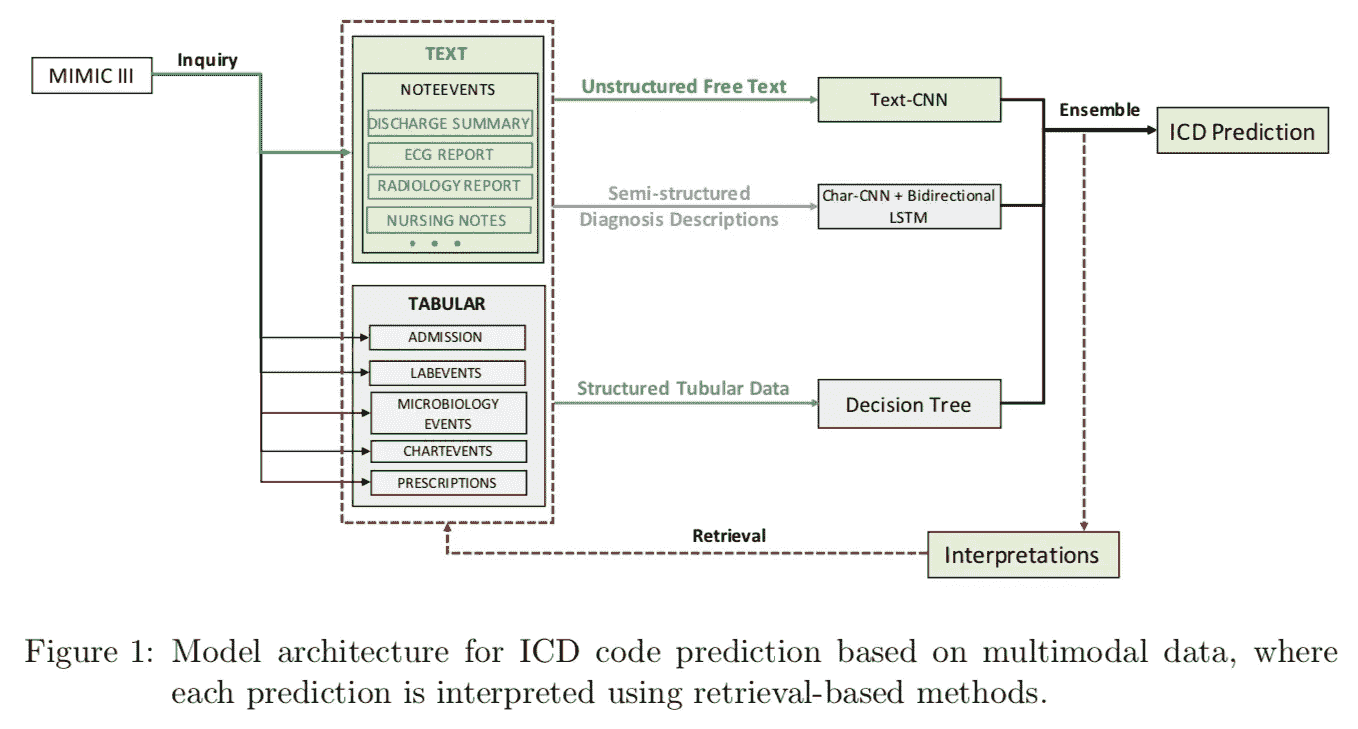 MIMIC III
Inquiry
TEXT
NOTEEVENTS
DISCHARGE SUMMARY
ECG REPORT
RADIOLOGY REPORT
NURSING NOTES
• • •
TABULAR
ADMISSION
LABEVENTS
MICROBIOLOGY
EVENTS
CHARTEVENTS
PRESCRIPTIONS
Unstructured Free Text
Semi-structured
Diagnosis Descriptions
Structured Tubular Data
Text-CNN
Char-CNN + Bidirectional
LSTM
Decision Tree
Ensemble
ICD Prediction
Retrieval
Interpretations
Figure 1: Model architecture for ICD code prediction based on multimodal data, where
each prediction is interpreted using retrieval-based methods.